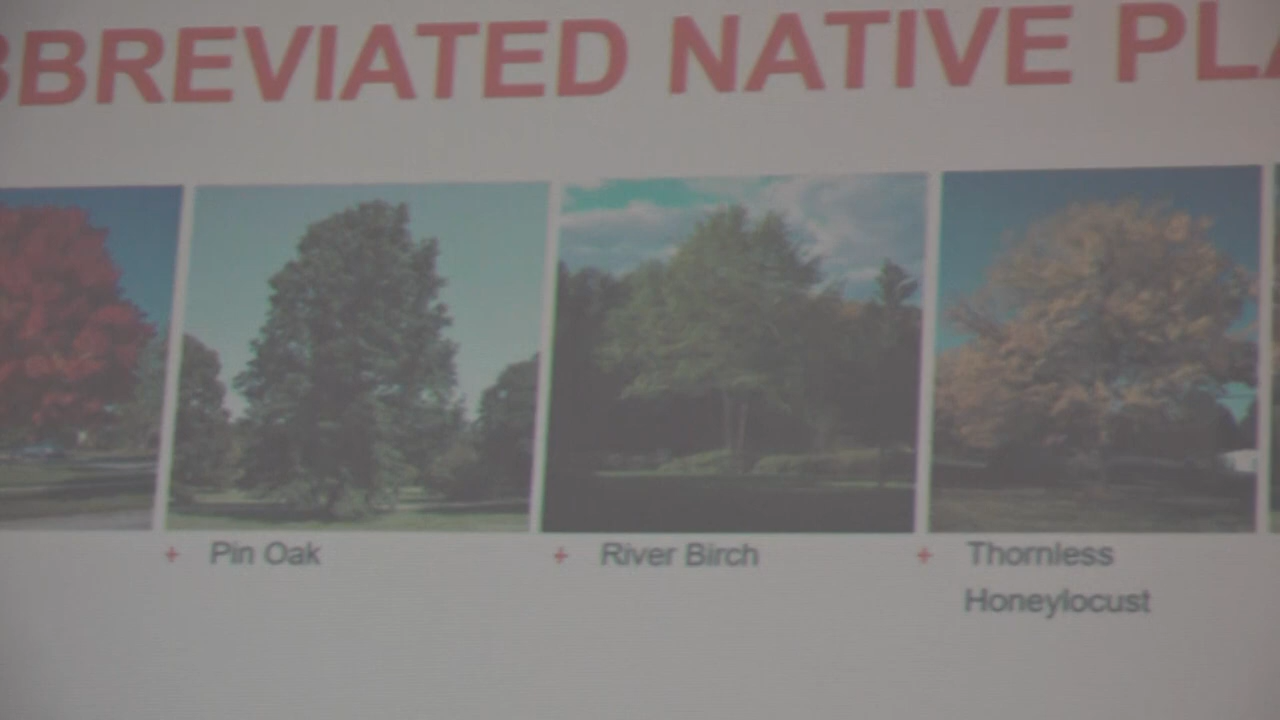 BBREVIATED NATIVE PLA
+ Pin Oak
+ River Birch
+ Thornless
Honeylocust